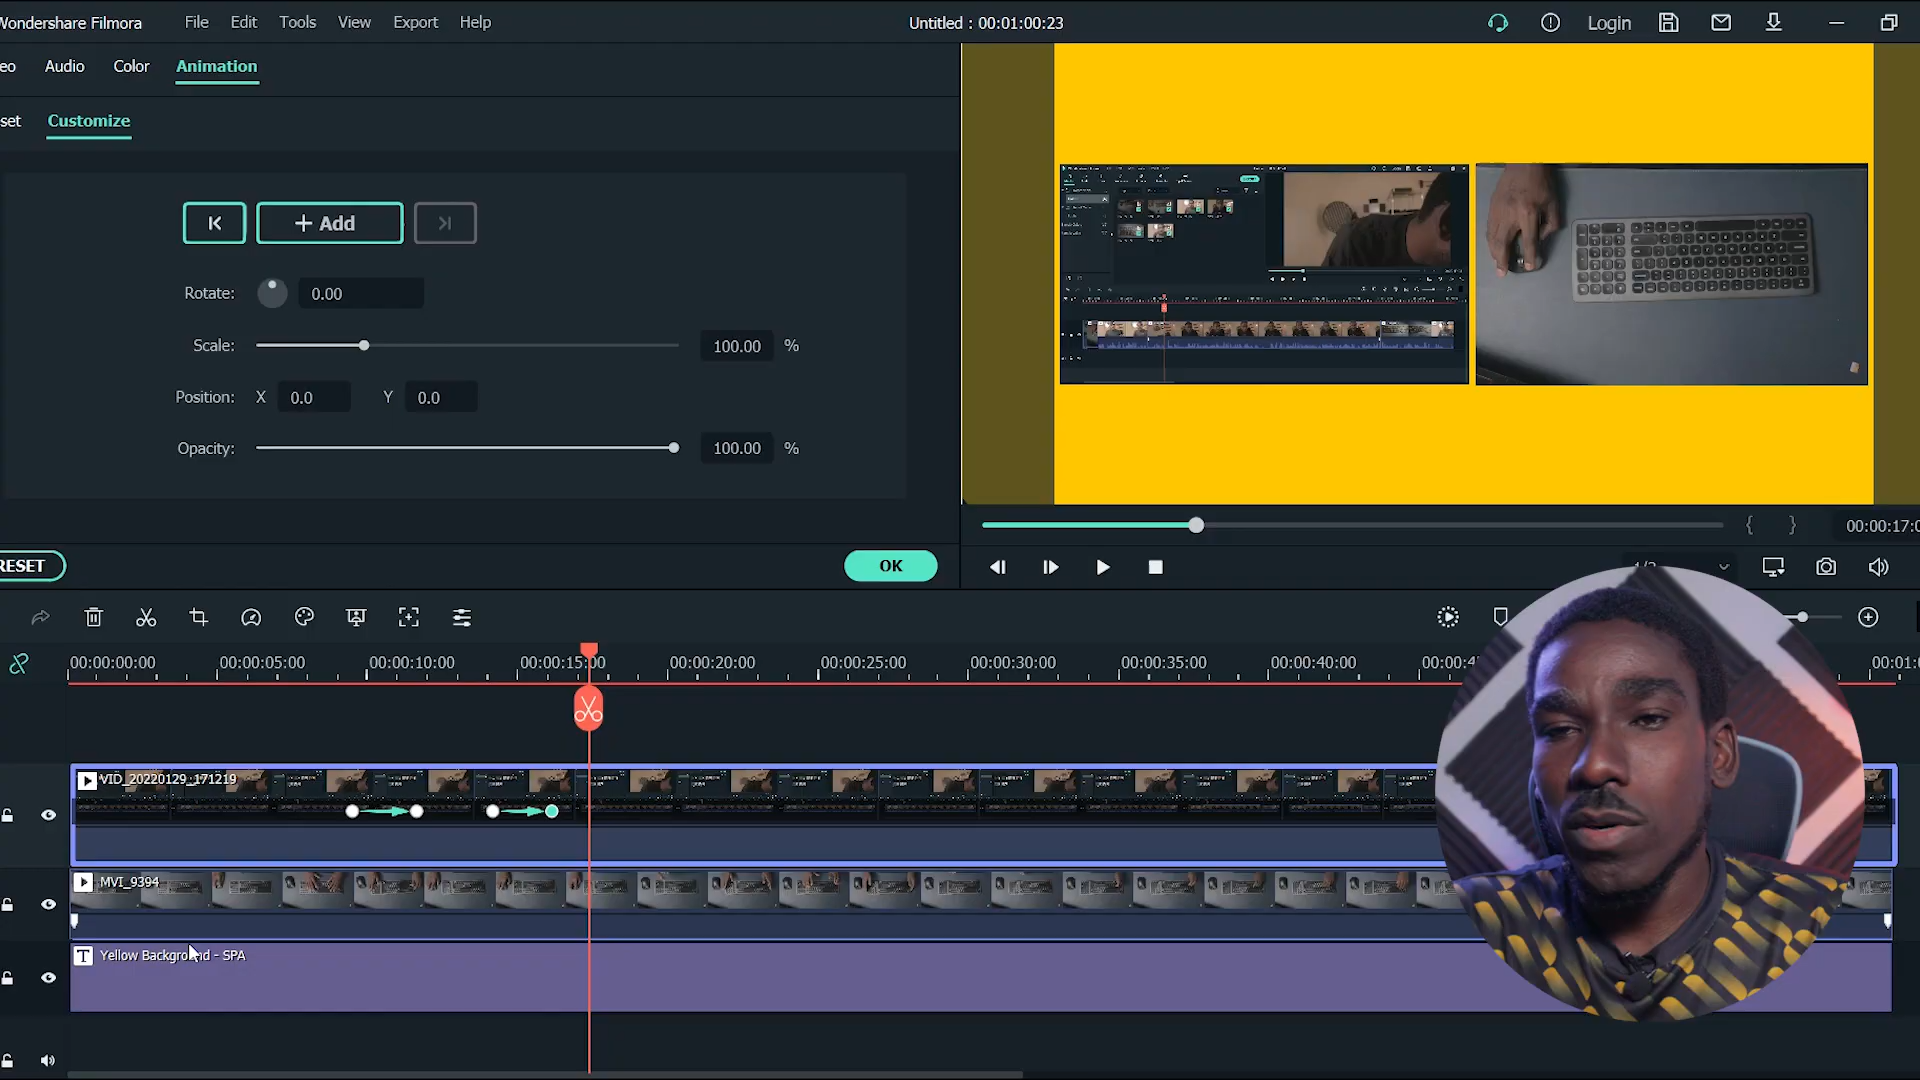 Wondershare Filmora File Edit Tools View Export Help Untitled : 00:01:00:23 Login
eo Audio Color Animation
set Customize
+ Add
Rotate: 0.00
Scale: 100.00 %
Position: X 0.0 Y 0.0
Opacity: 100.00 %
{ } 00:00:17:0
RESET OK
1/2
00:00:00:00 00:00:05:00 00:00:10:00 00:00:15:00 00:00:20:00 00:00:25:00 00:00:30:00 00:00:35:00 00:00:40:00 00:00:4 00:01:0
VID_20220129_171219
MVI_9394
T Yellow Background - SPA